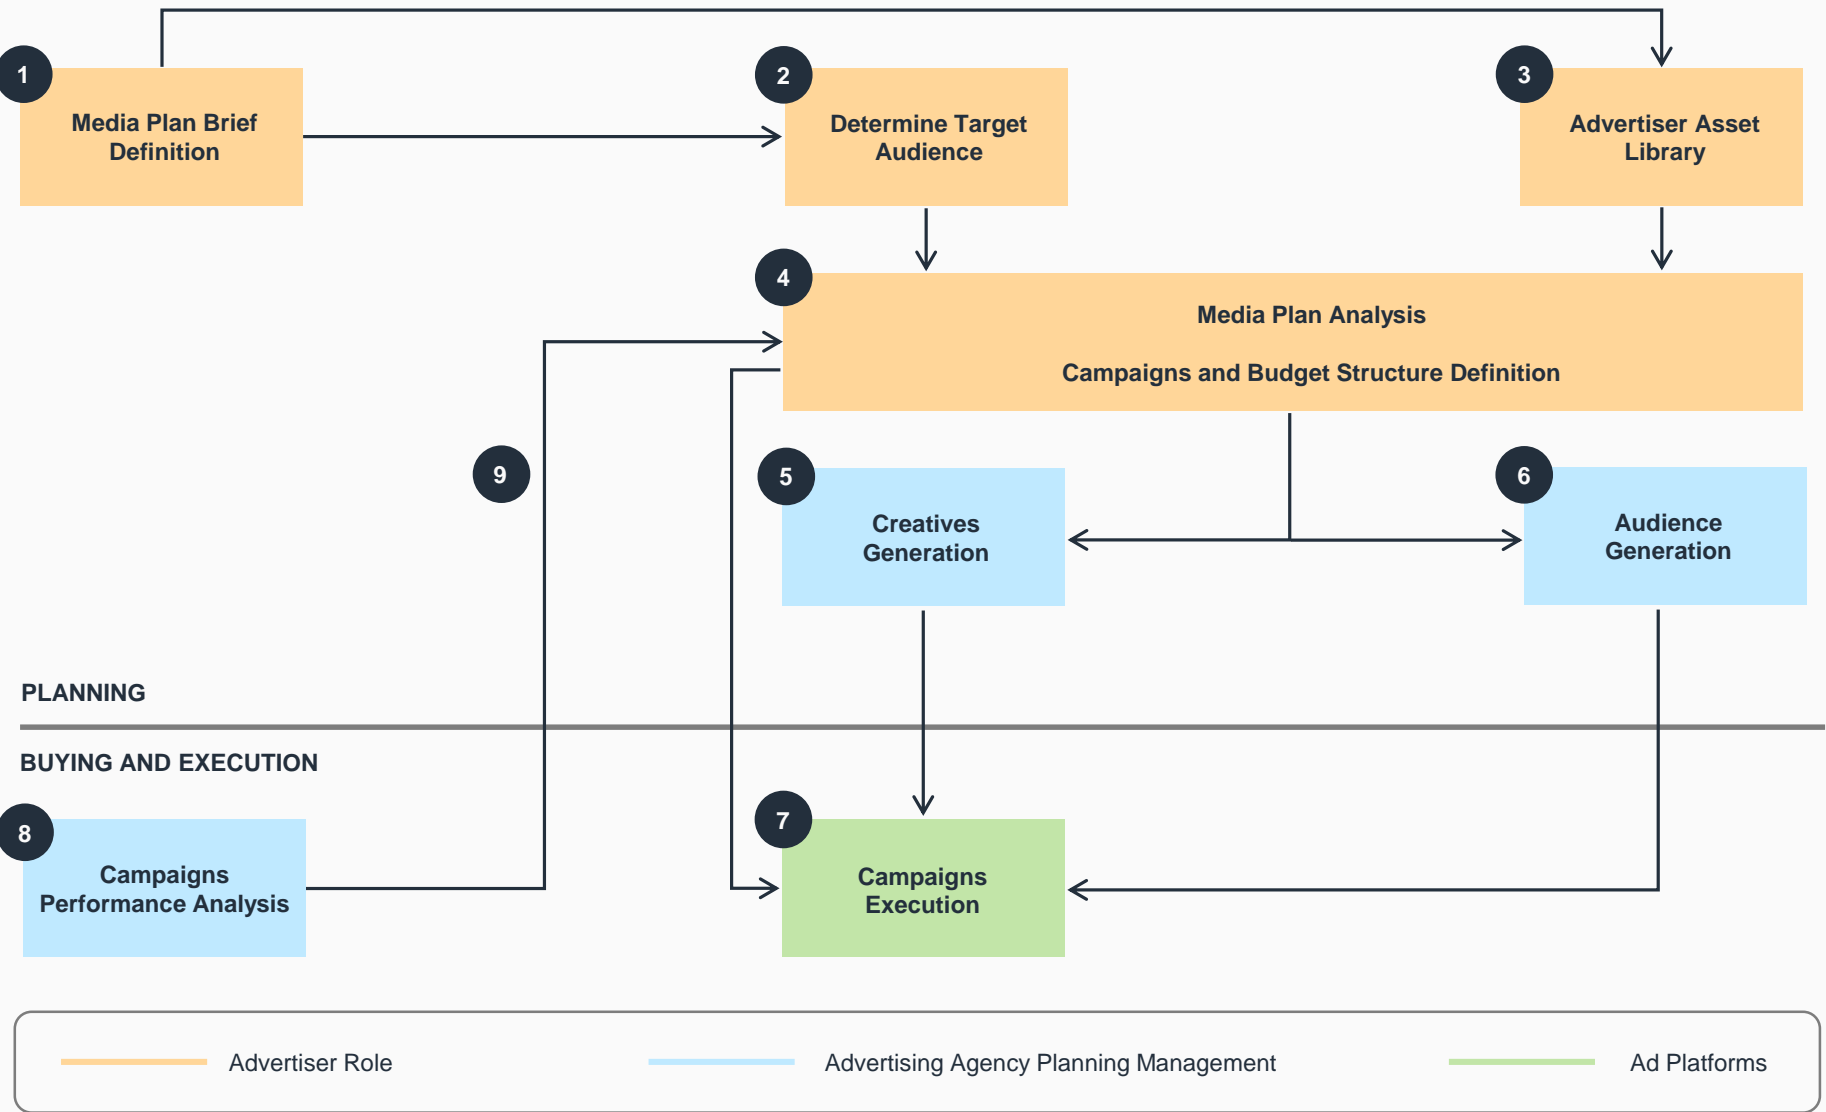 1
Media Plan Brief
Definition
2
Determine Target
Audience
3
Advertiser Asset
Library
4
Media Plan Analysis
Campaigns and Budget Structure Definition
9
5
Creatives
Generation
6
Audience
Generation
PLANNING
BUYING AND EXECUTION
8
Campaigns
Performance Analysis
7
Campaigns
Execution
Advertiser Role
Advertising Agency Planning Management
Ad Platforms